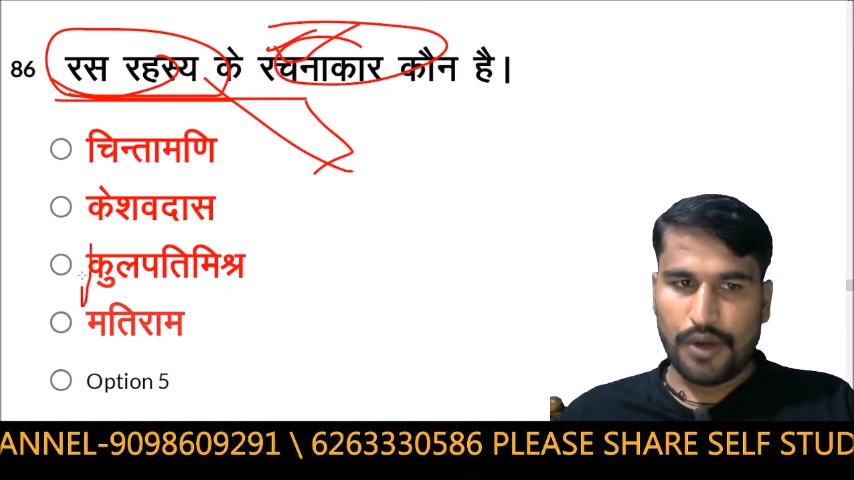 86 रस रहस्य के रचनाकार कौन है |
चिन्तामणि
केशवदास
कुलपतिमिश्र
मतिराम
Option 5
ANNEL-9098609291 \ 6263330586 PLEASE SHARE SELF STUD